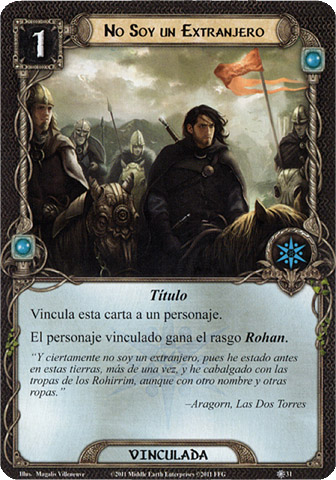 1
No Soy un Extranjero
Título
Vincula esta carta a un personaje.
El personaje vinculado gana el rasgo Rohan.
“Y ciertamente no soy un extranjero, pues he estado antes
en estas tierras, más de una vez, y he cabalgado con las
tropas de los Rohirrim, aunque con otro nombre y otras
ropas.”
–Aragorn, Las Dos Torres
VINCULADA
Illus. Magalis Villeneuve ©2011 Middle Earth Enterprises ©2011 FFG 31